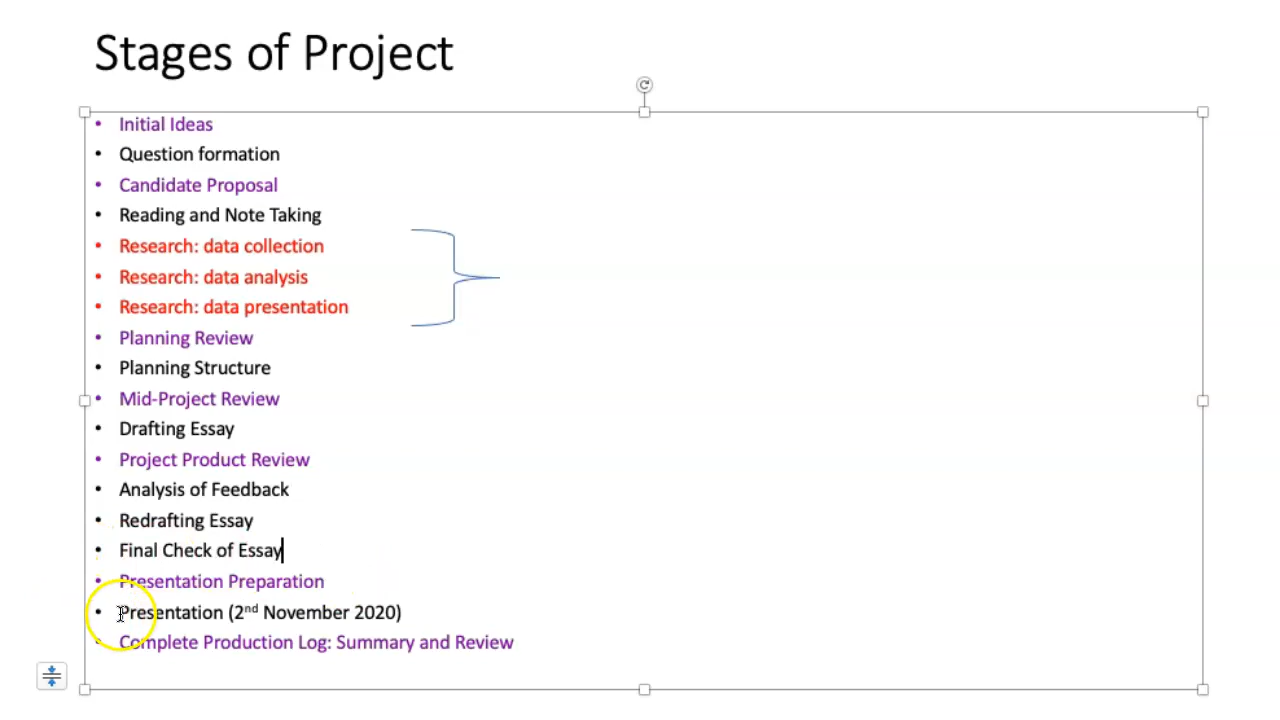 Stages of Project
• Initial Ideas
• Question formation
• Candidate Proposal
• Reading and Note Taking
• Research: data collection
• Research: data analysis
• Research: data presentation
• Planning Review
• Planning Structure
• Mid-Project Review
• Drafting Essay
• Project Product Review
• Analysis of Feedback
• Redrafting Essay
• Final Check of Essay
• Presentation Preparation
• Presentation (2nd November 2020)
• Complete Production Log: Summary and Review